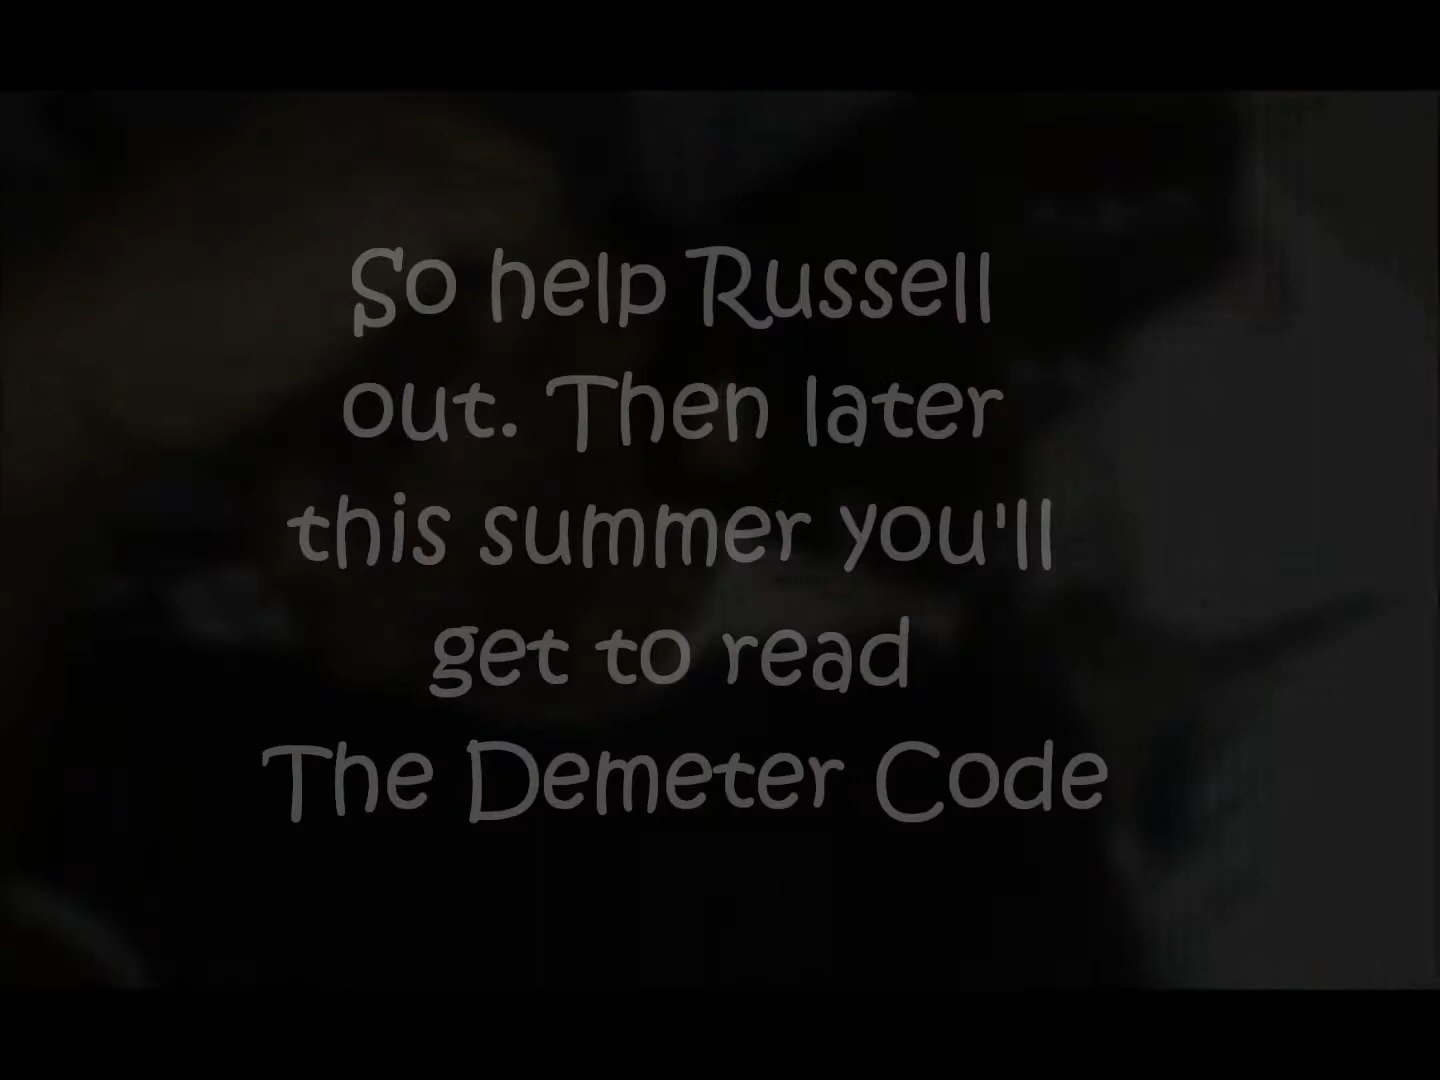 So help Russell
out. Then later
this summer you'll
get to read
The Demeter Code